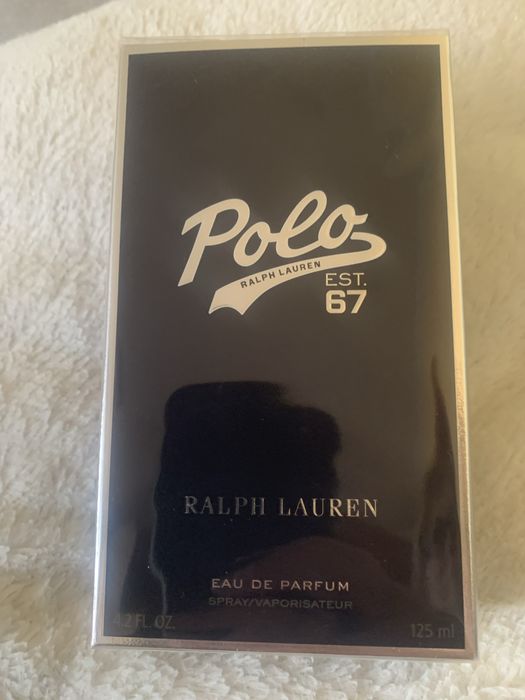 Polo
RALPH LAUREN
EST.
67
RALPH LAUREN
EAU DE PARFUM
SPRAY/VAPORISATEUR
4.2 FL. OZ. 125 ml